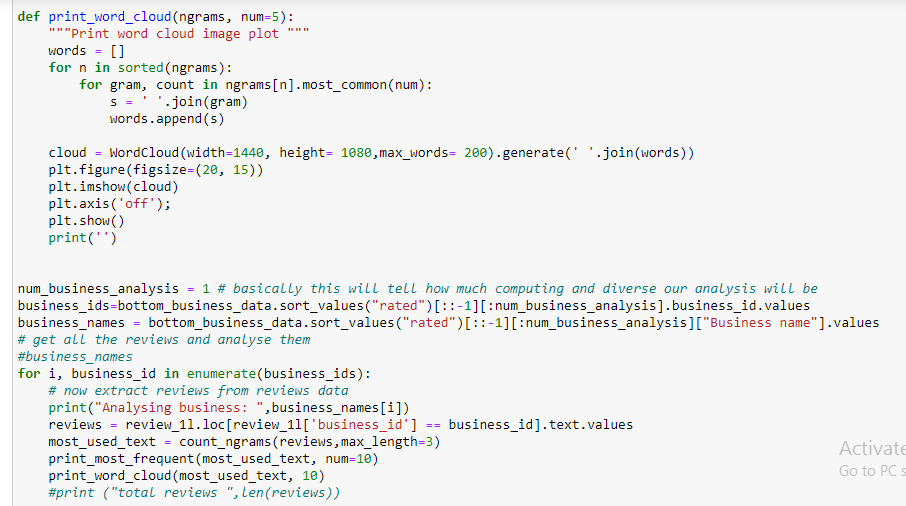 def print_word_cloud(ngrams, num=5):
    """Print word cloud image plot """
    words = []
    for n in sorted(ngrams):
        for gram, count in ngrams[n].most_common(num):
            s = ' '.join(gram)
            words.append(s)

    cloud = WordCloud(width=1440, height= 1080,max_words= 200).generate(' '.join(words))
    plt.figure(figsize=(20, 15))
    plt.imshow(cloud)
    plt.axis('off');
    plt.show()
    print('')


num_business_analysis = 1 # basically this will tell how much computing and diverse our analysis will be
business_ids=bottom_business_data.sort_values("rated")[::-1][:num_business_analysis].business_id.values
business_names = bottom_business_data.sort_values("rated")[::-1][:num_business_analysis]["Business name"].values
# get all the reviews and analyse them
#business_names
for i, business_id in enumerate(business_ids):
    # now extract reviews from reviews data
    print("Analysing business: ",business_names[i])
    reviews = review_1l.loc[review_1l['business_id'] == business_id].text.values
    most_used_text = count_ngrams(reviews,max_length=3)
    print_most_frequent(most_used_text, num=10)
    print_word_cloud(most_used_text, 10)
    #print ("total reviews ",len(reviews))
Activate
Go to PC s